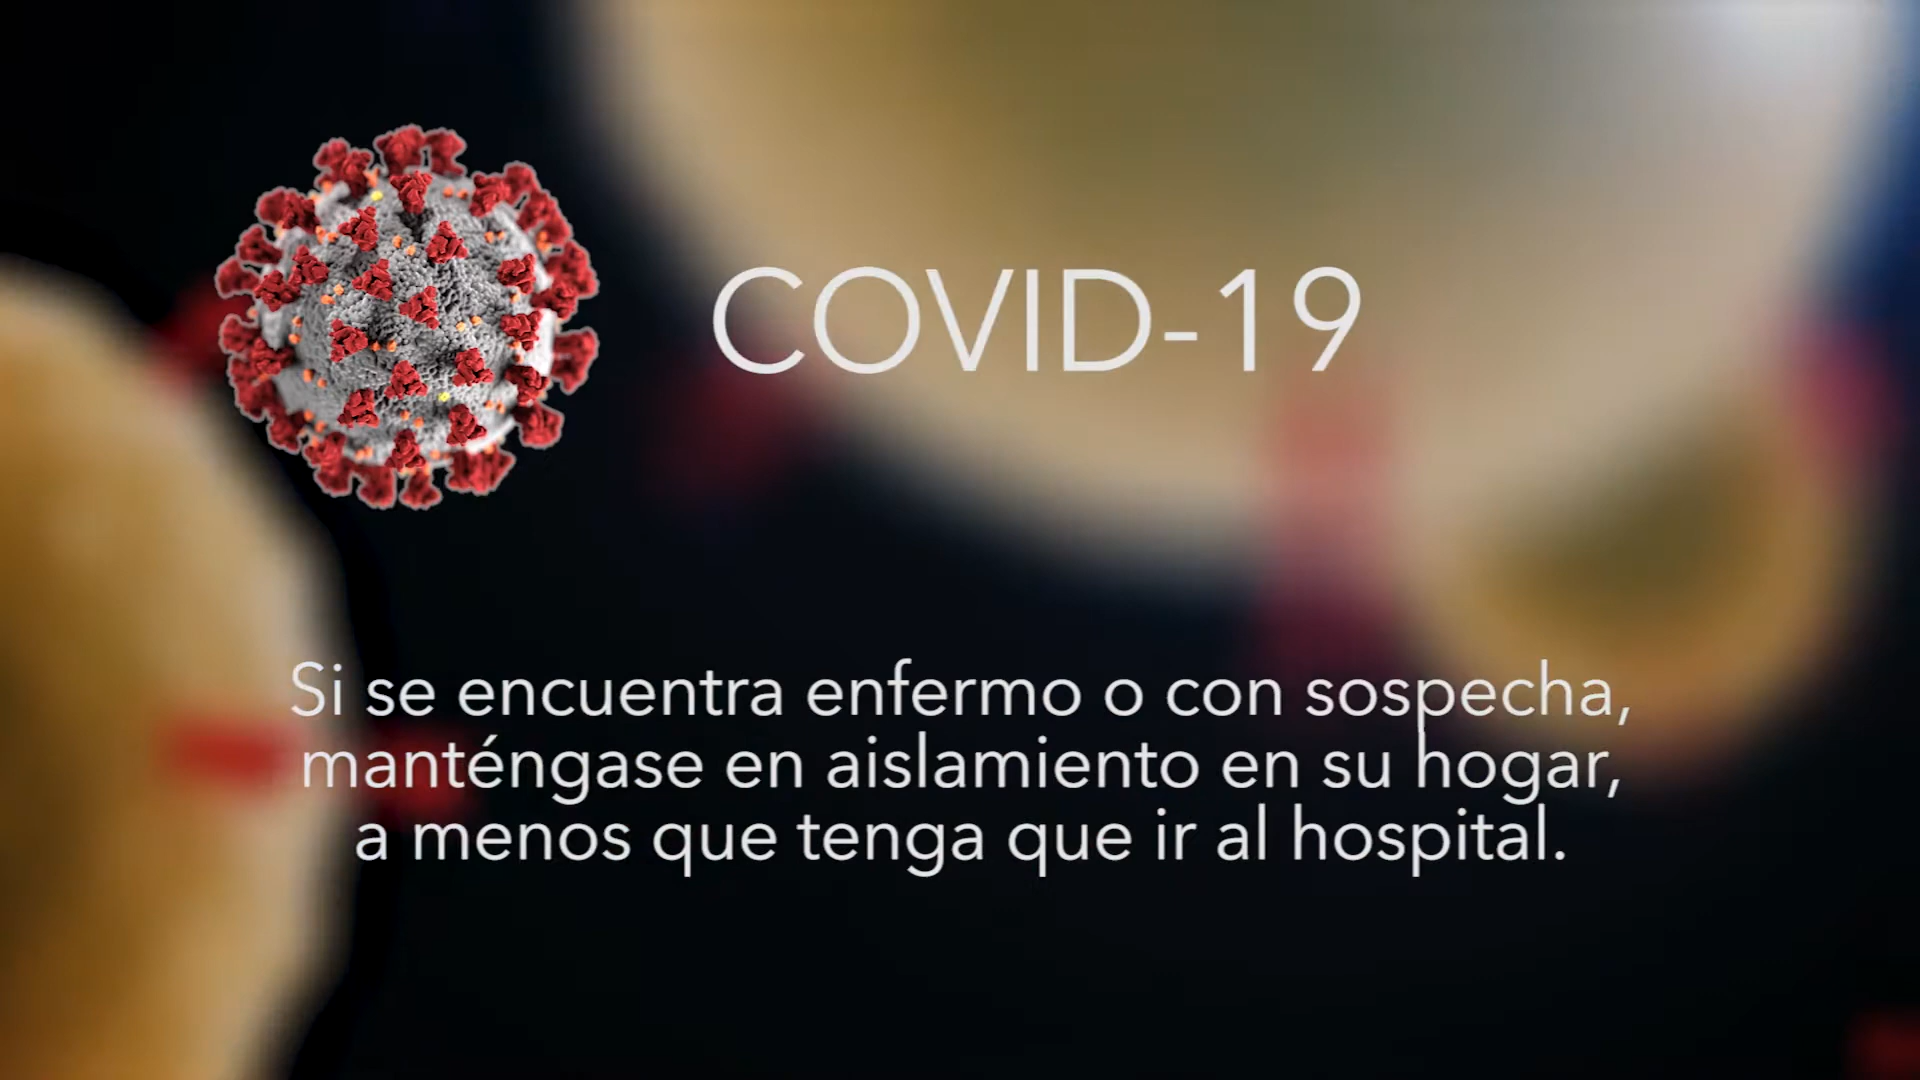 COVID-19
Si se encuentra enfermo o con sospecha,
manténgase en aislamiento en su hogar,
a menos que tenga que ir al hospital.